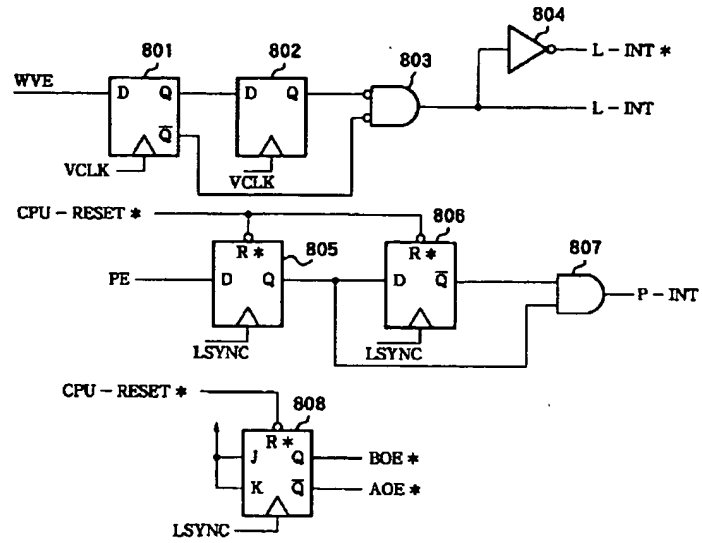 801
802
803
804
WVE
D Q
Q̅
D Q
L-INT *
L-INT
VCLK
VCLK
CPU-RESET *
805
806
807
R *
R *
PE
D Q
D Q̅
P-INT
LSYNC
LSYNC
CPU-RESET *
808
R *
J Q
BOE *
K Q̅
AOE *
LSYNC